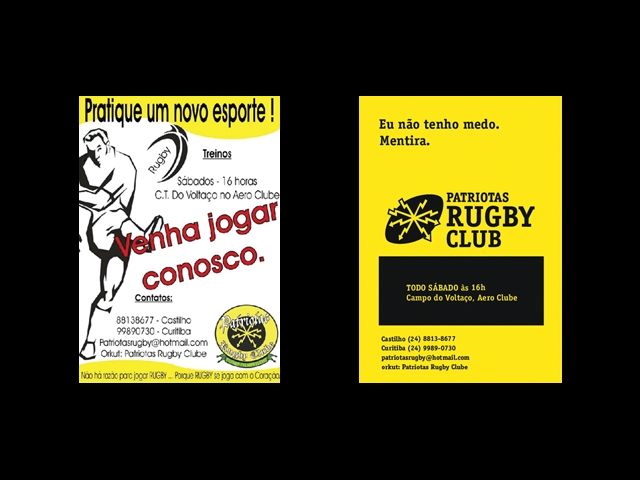 Pratique um novo esporte !
Rugby
Treinos
Sábados - 16 horas
C.T. Do Voltaço no Aero Clube
Venha jogar
conosco.
Contatos:
88138677 - Castilho
99890730 - Curitiba
Patriotasrugby@hotmail.com
Orkut: Patriotas Rugby Clube
Patriotas
Rugby Clube
Não há razão para jogar RUGBY ... Porque RUGBY se joga com o Coração
Eu não tenho medo.
Mentira.
PATRIOTAS
RUGBY
CLUB
TODO SÁBADO às 16h
Campo do Voltaço, Aero Clube
Castilho (24) 8813-8677
Curitiba (24) 9989-0730
patriotasrugby@hotmail.com
orkut: Patriotas Rugby Clube